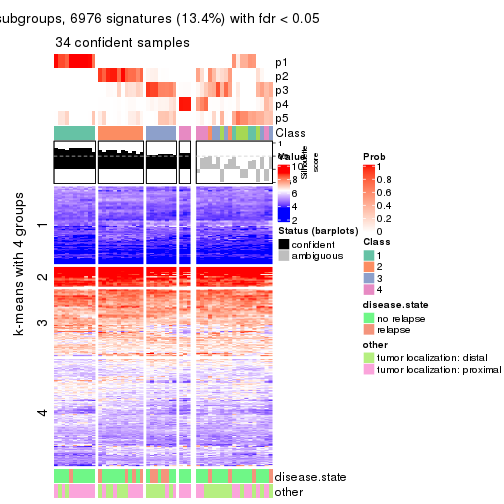 subgroups, 6976 signatures (13.4%) with fdr < 0.05
34 confident samples
p1
p2
p3
p4
p5
Class
1
Silhouette
score
k-means with 4 groups
1
2
3
4
Value
10
8
6
4
2
Status (barplots)
confident
ambiguous
Prob
1
0.8
0.6
0.4
0.2
0
Class
1
2
3
4
disease.state
no relapse
relapse
other
tumor localization: distal
tumor localization: proximal
disease.state
other